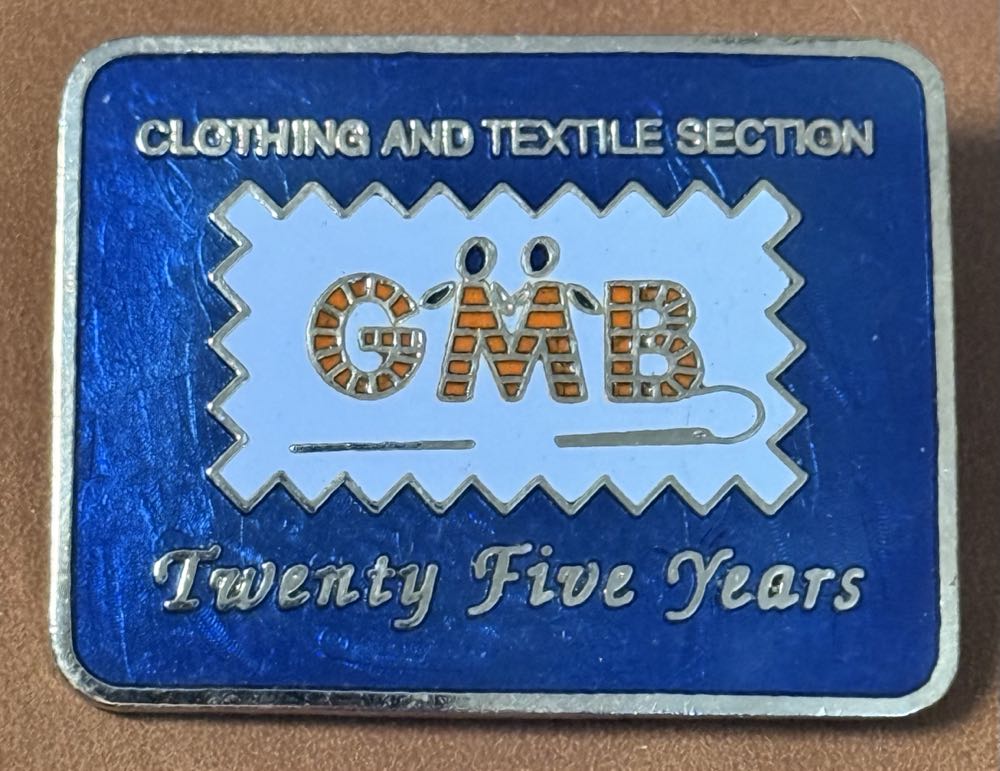 CLOTHING AND TEXTILE SECTION
GMB
Twenty Five Years